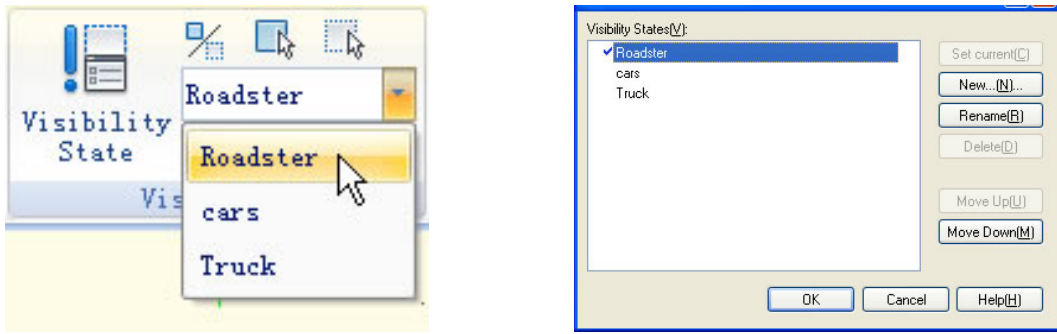 Roadster
Visibility
State
Roadster
cars
Truck
Visibility States(V):
Roadster
cars
Truck
Set current(C)
New...(N)...
Rename(R)
Delete(D)
Move Up(U)
Move Down(M)
OK
Cancel
Help(H)